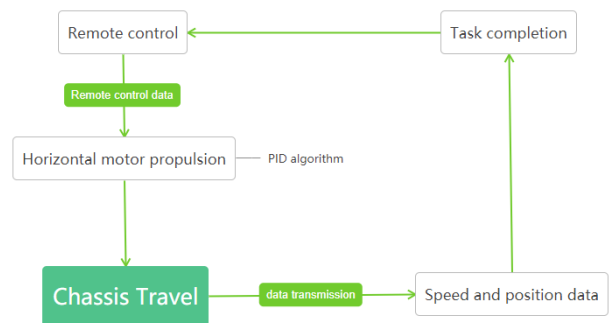 Remote control
Task completion
Remote control data
Horizontal motor propulsion
PID algorithm
Chassis Travel
data transmission
Speed and position data